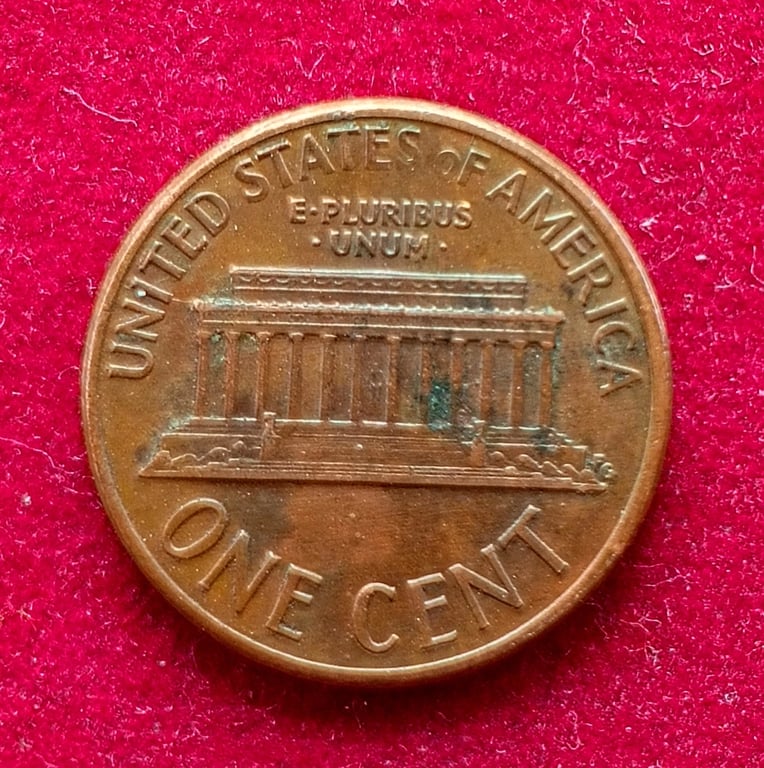 UNITED STATES OF AMERICA
E·PLURIBUS
·UNUM·
ONE CENT